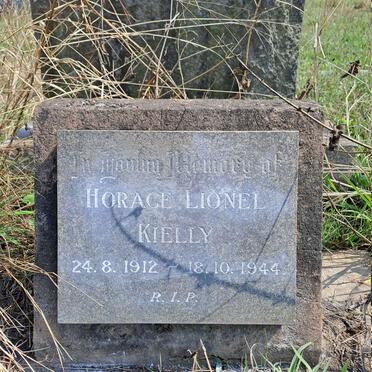 In Loving Memory of
HORACE LIONEL
KIELLY
24.8.1912 – 18.10.1944.
R.I.P.